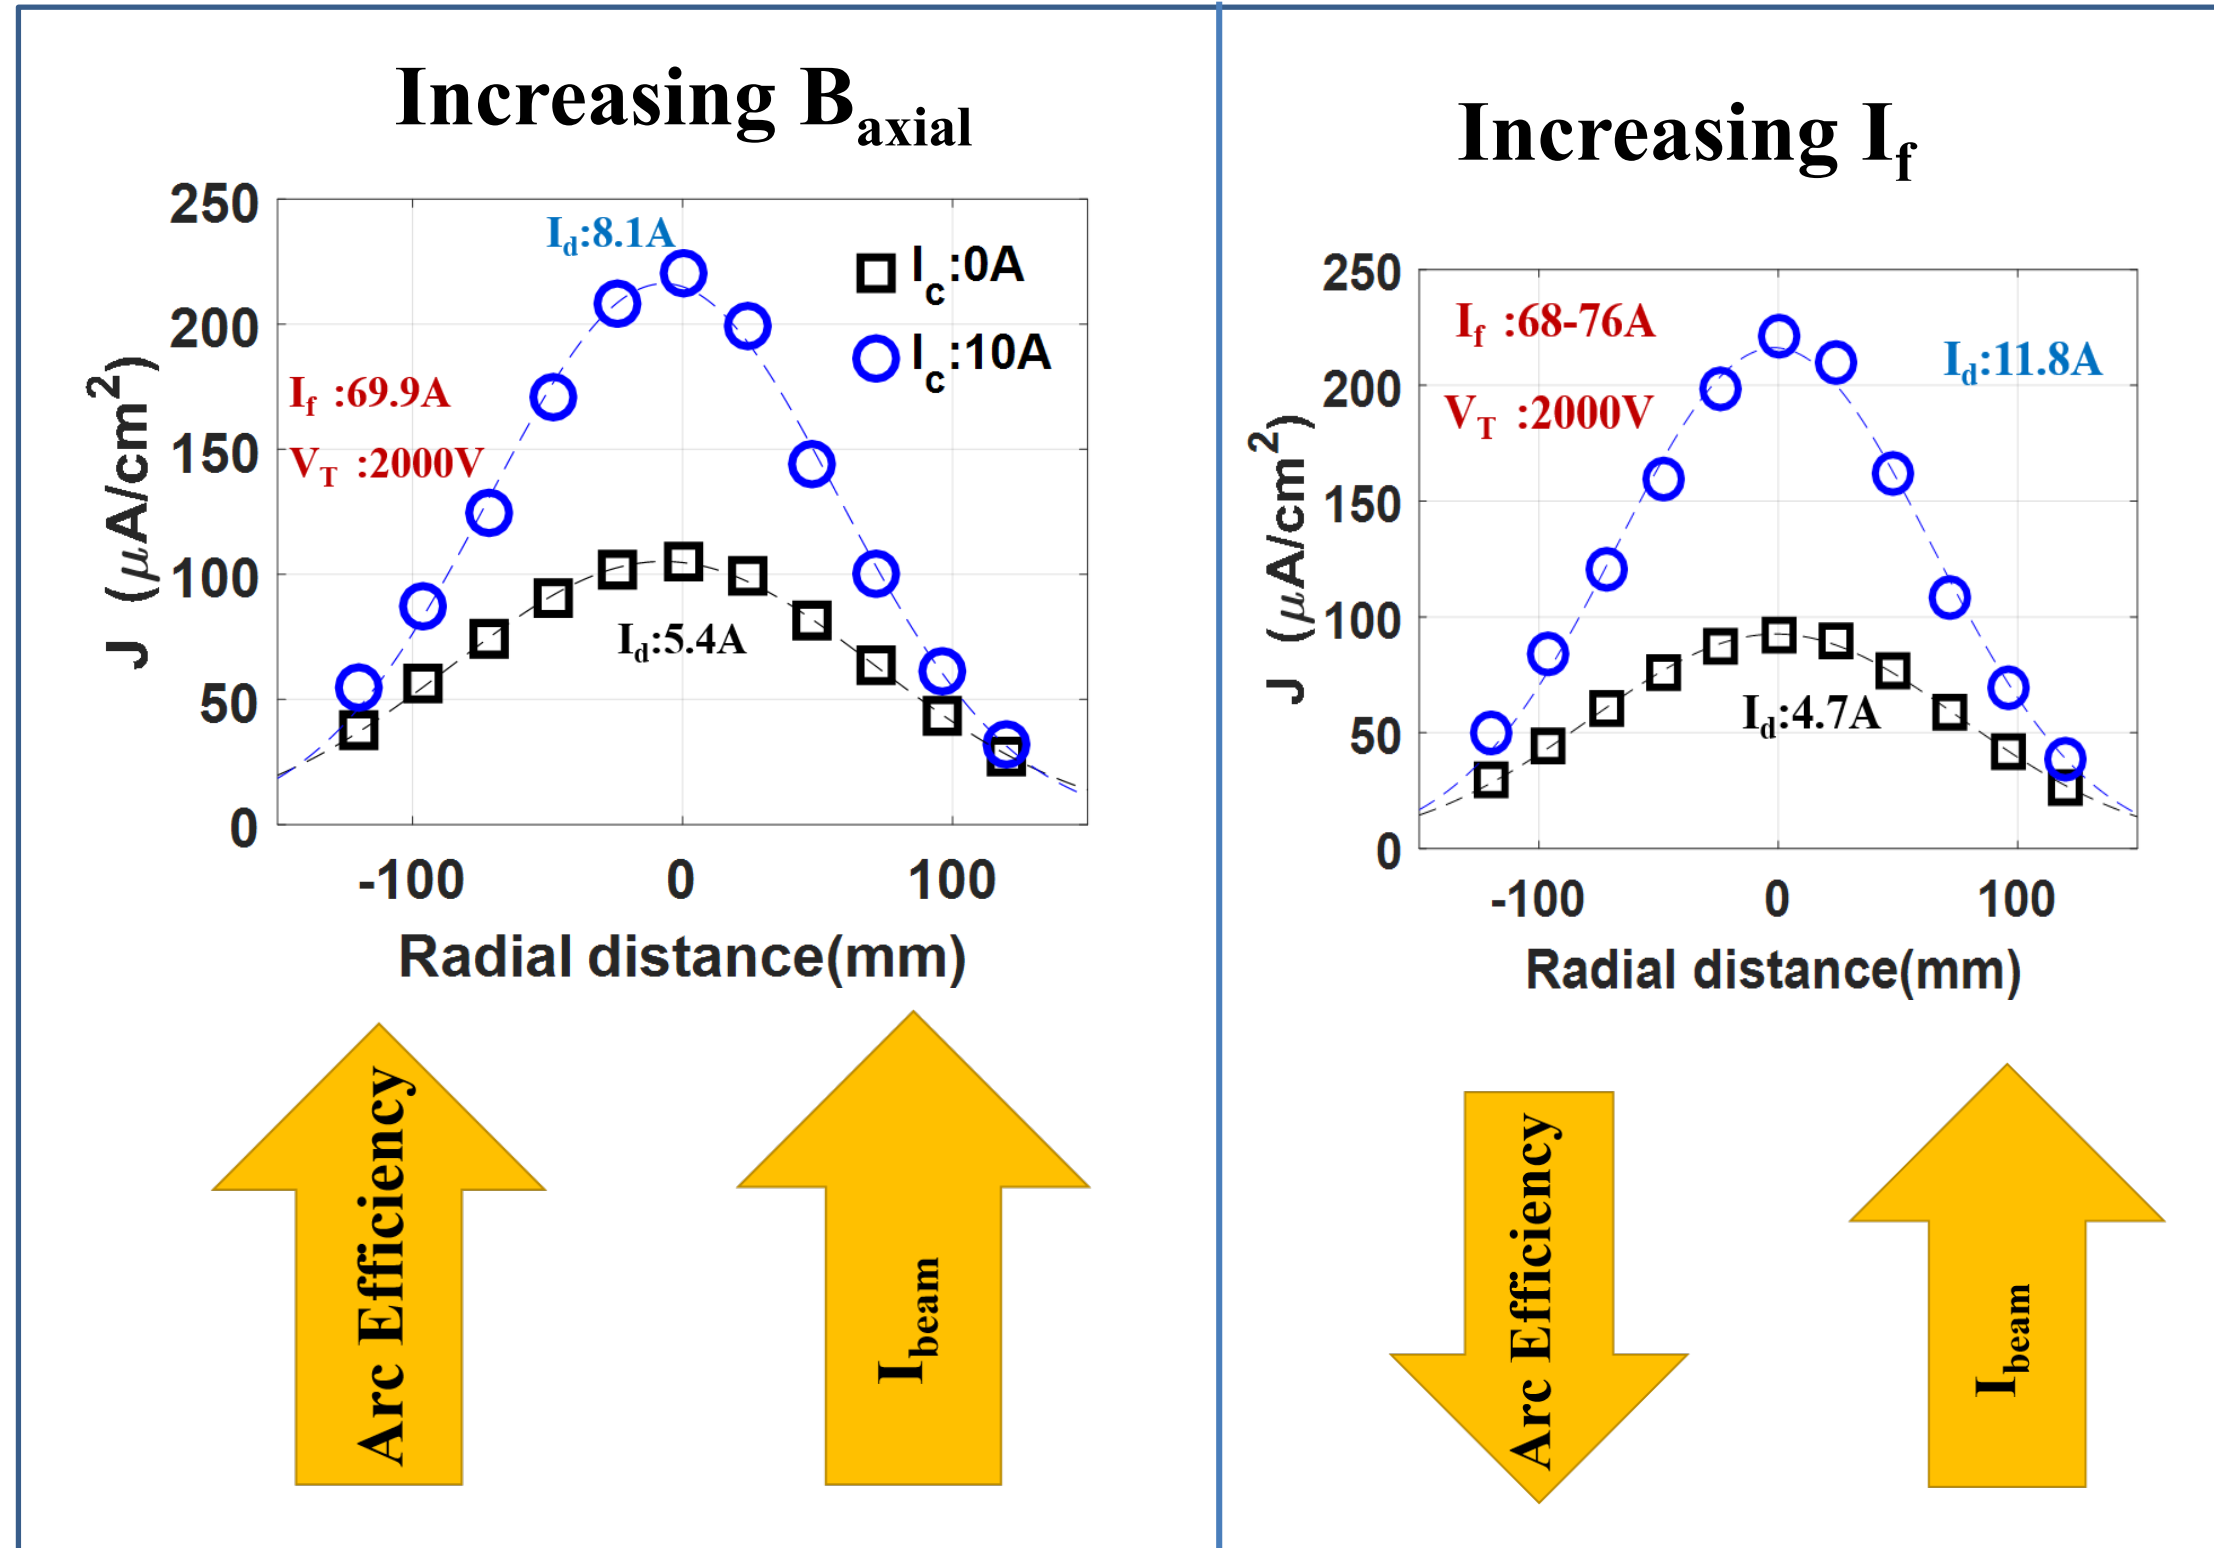 Increasing B_axial
250
200
150
100
50
0
J (μA/cm²)
I_d:8.1A
I_c:0A
I_c:10A
I_f :69.9A
V_T :2000V
I_d:5.4A
-100 0 100
Radial distance(mm)
Arc Efficiency
I_beam
Increasing I_f
250
200
150
100
50
0
J (μA/cm²)
I_f :68-76A
V_T :2000V
I_d:11.8A
I_d:4.7A
-100 0 100
Radial distance(mm)
Arc Efficiency
I_beam